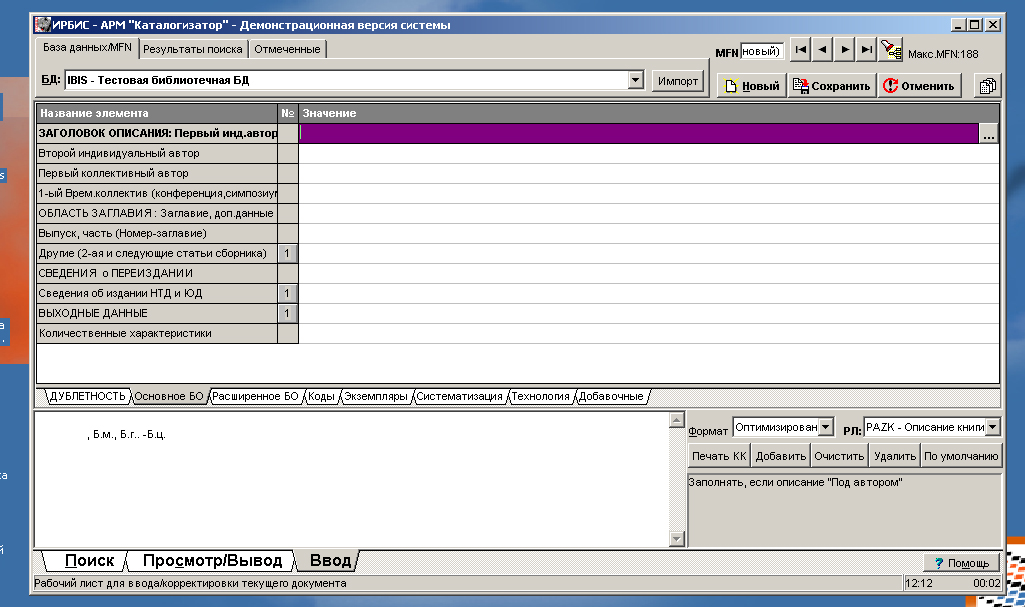 ИРБИС - АРМ "Каталогизатор" - Демонстрационная версия системы
База данных/MFN Результаты поиска Отмеченные
MFN новый) Макс.MFN:188
БД: IBIS - Тестовая библиотечная БД Импорт Новый Сохранить Отменить
Название элемента № Значение
ЗАГОЛОВОК ОПИСАНИЯ: Первый инд.автор ...
Второй индивидуальный автор
Первый коллективный автор
1-ый Врем.коллектив (конференция,симпозиум
ОБЛАСТЬ ЗАГЛАВИЯ : Заглавие, доп.данные
Выпуск, часть (Номер-заглавие)
Другие (2-ая и следующие статьи сборника) 1
СВЕДЕНИЯ о ПЕРЕИЗДАНИИ
Сведения об издании НТД и ЮД 1
ВЫХОДНЫЕ ДАННЫЕ 1
Количественные характеристики
ДУБЛЕТНОСТЬ Основное БО Расширенное БО Коды Экземпляры Систематизация Технология Добавочные
, Б.м., Б.г.. -Б.ц.
Формат Оптимизирован РЛ: PAZK - Описание книги
Печать КК Добавить Очистить Удалить По умолчанию
Заполнять, если описание "Под автором"
Поиск Просмотр/Вывод Ввод
? Помощь
Рабочий лист для ввода/корректировки текущего документа 12:12 00:02